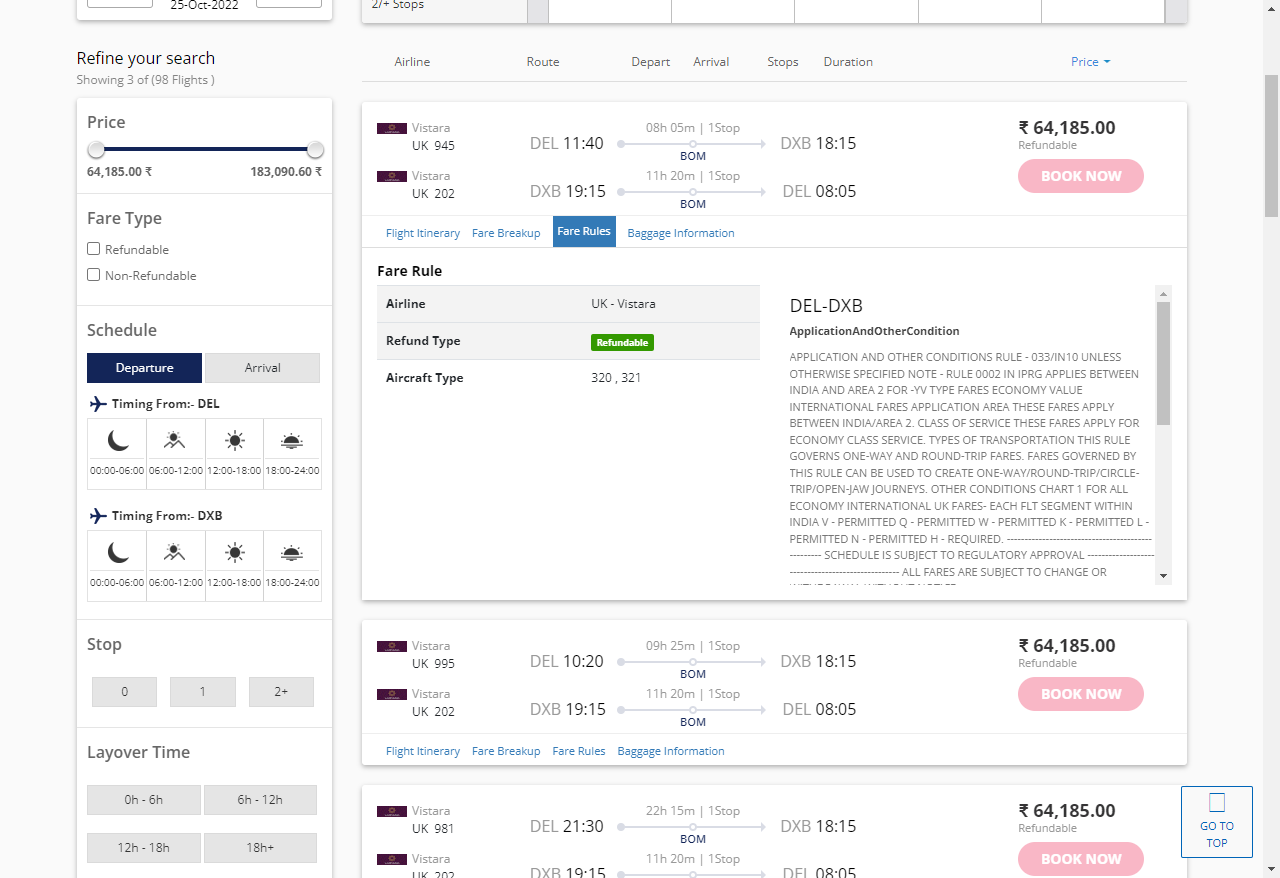 25-Oct-2022
2/+ Stops
Refine your search
Showing 3 of (98 Flights )
Airline Route Depart Arrival Stops Duration Price
Price
64,185.00 ₹ 183,090.60 ₹
Fare Type
Refundable
Non-Refundable
Schedule
Departure Arrival
Timing From:- DEL
00:00-06:00 06:00-12:00 12:00-18:00 18:00-24:00
Timing From:- DXB
00:00-06:00 06:00-12:00 12:00-18:00 18:00-24:00
Stop
0 1 2+
Layover Time
0h - 6h 6h - 12h
12h - 18h 18h+
Vistara
UK 945
DEL 11:40
08h 05m | 1Stop
BOM
DXB 18:15
₹ 64,185.00
Refundable
BOOK NOW
Vistara
UK 202
DXB 19:15
11h 20m | 1Stop
BOM
DEL 08:05
Flight Itinerary Fare Breakup Fare Rules Baggage Information
Fare Rule
Airline UK - Vistara
Refund Type Refundable
Aircraft Type 320 , 321
DEL-DXB
ApplicationAndOtherCondition
APPLICATION AND OTHER CONDITIONS RULE - 033/IN10 UNLESS
OTHERWISE SPECIFIED NOTE - RULE 0002 IN IPRG APPLIES BETWEEN
INDIA AND AREA 2 FOR -YV TYPE FARES ECONOMY VALUE
INTERNATIONAL FARES APPLICATION AREA THESE FARES APPLY
BETWEEN INDIA/AREA 2. CLASS OF SERVICE THESE FARES APPLY FOR
ECONOMY CLASS SERVICE. TYPES OF TRANSPORTATION THIS RULE
GOVERNS ONE-WAY AND ROUND-TRIP FARES. FARES GOVERNED BY
THIS RULE CAN BE USED TO CREATE ONE-WAY/ROUND-TRIP/CIRCLE-
TRIP/OPEN-JAW JOURNEYS. OTHER CONDITIONS CHART 1 FOR ALL
ECONOMY INTERNATIONAL UK FARES- EACH FLT SEGMENT WITHIN
INDIA V - PERMITTED Q - PERMITTED W - PERMITTED K - PERMITTED L -
PERMITTED N - PERMITTED H - REQUIRED. -----------------------------------------
--------- SCHEDULE IS SUBJECT TO REGULATORY APPROVAL -------------------
------------------------------- ALL FARES ARE SUBJECT TO CHANGE OR
Vistara
UK 995
DEL 10:20
09h 25m | 1Stop
BOM
DXB 18:15
₹ 64,185.00
Refundable
BOOK NOW
Vistara
UK 202
DXB 19:15
11h 20m | 1Stop
BOM
DEL 08:05
Flight Itinerary Fare Breakup Fare Rules Baggage Information
Vistara
UK 981
DEL 21:30
22h 15m | 1Stop
BOM
DXB 18:15
₹ 64,185.00
Refundable
BOOK NOW
Vistara
UK 202
DXB 19:15
11h 20m | 1Stop
DEL 08:05
GO TO
TOP